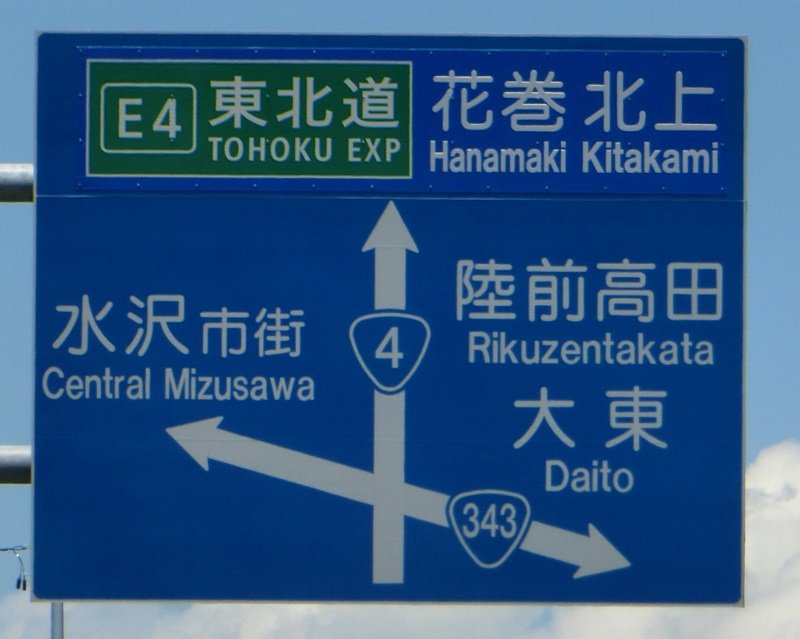 E4 東北道
TOHOKU EXP
花巻 北上
Hanamaki Kitakami
水沢市街
Central Mizusawa
4
陸前高田
Rikuzentakata
大東
Daito
343